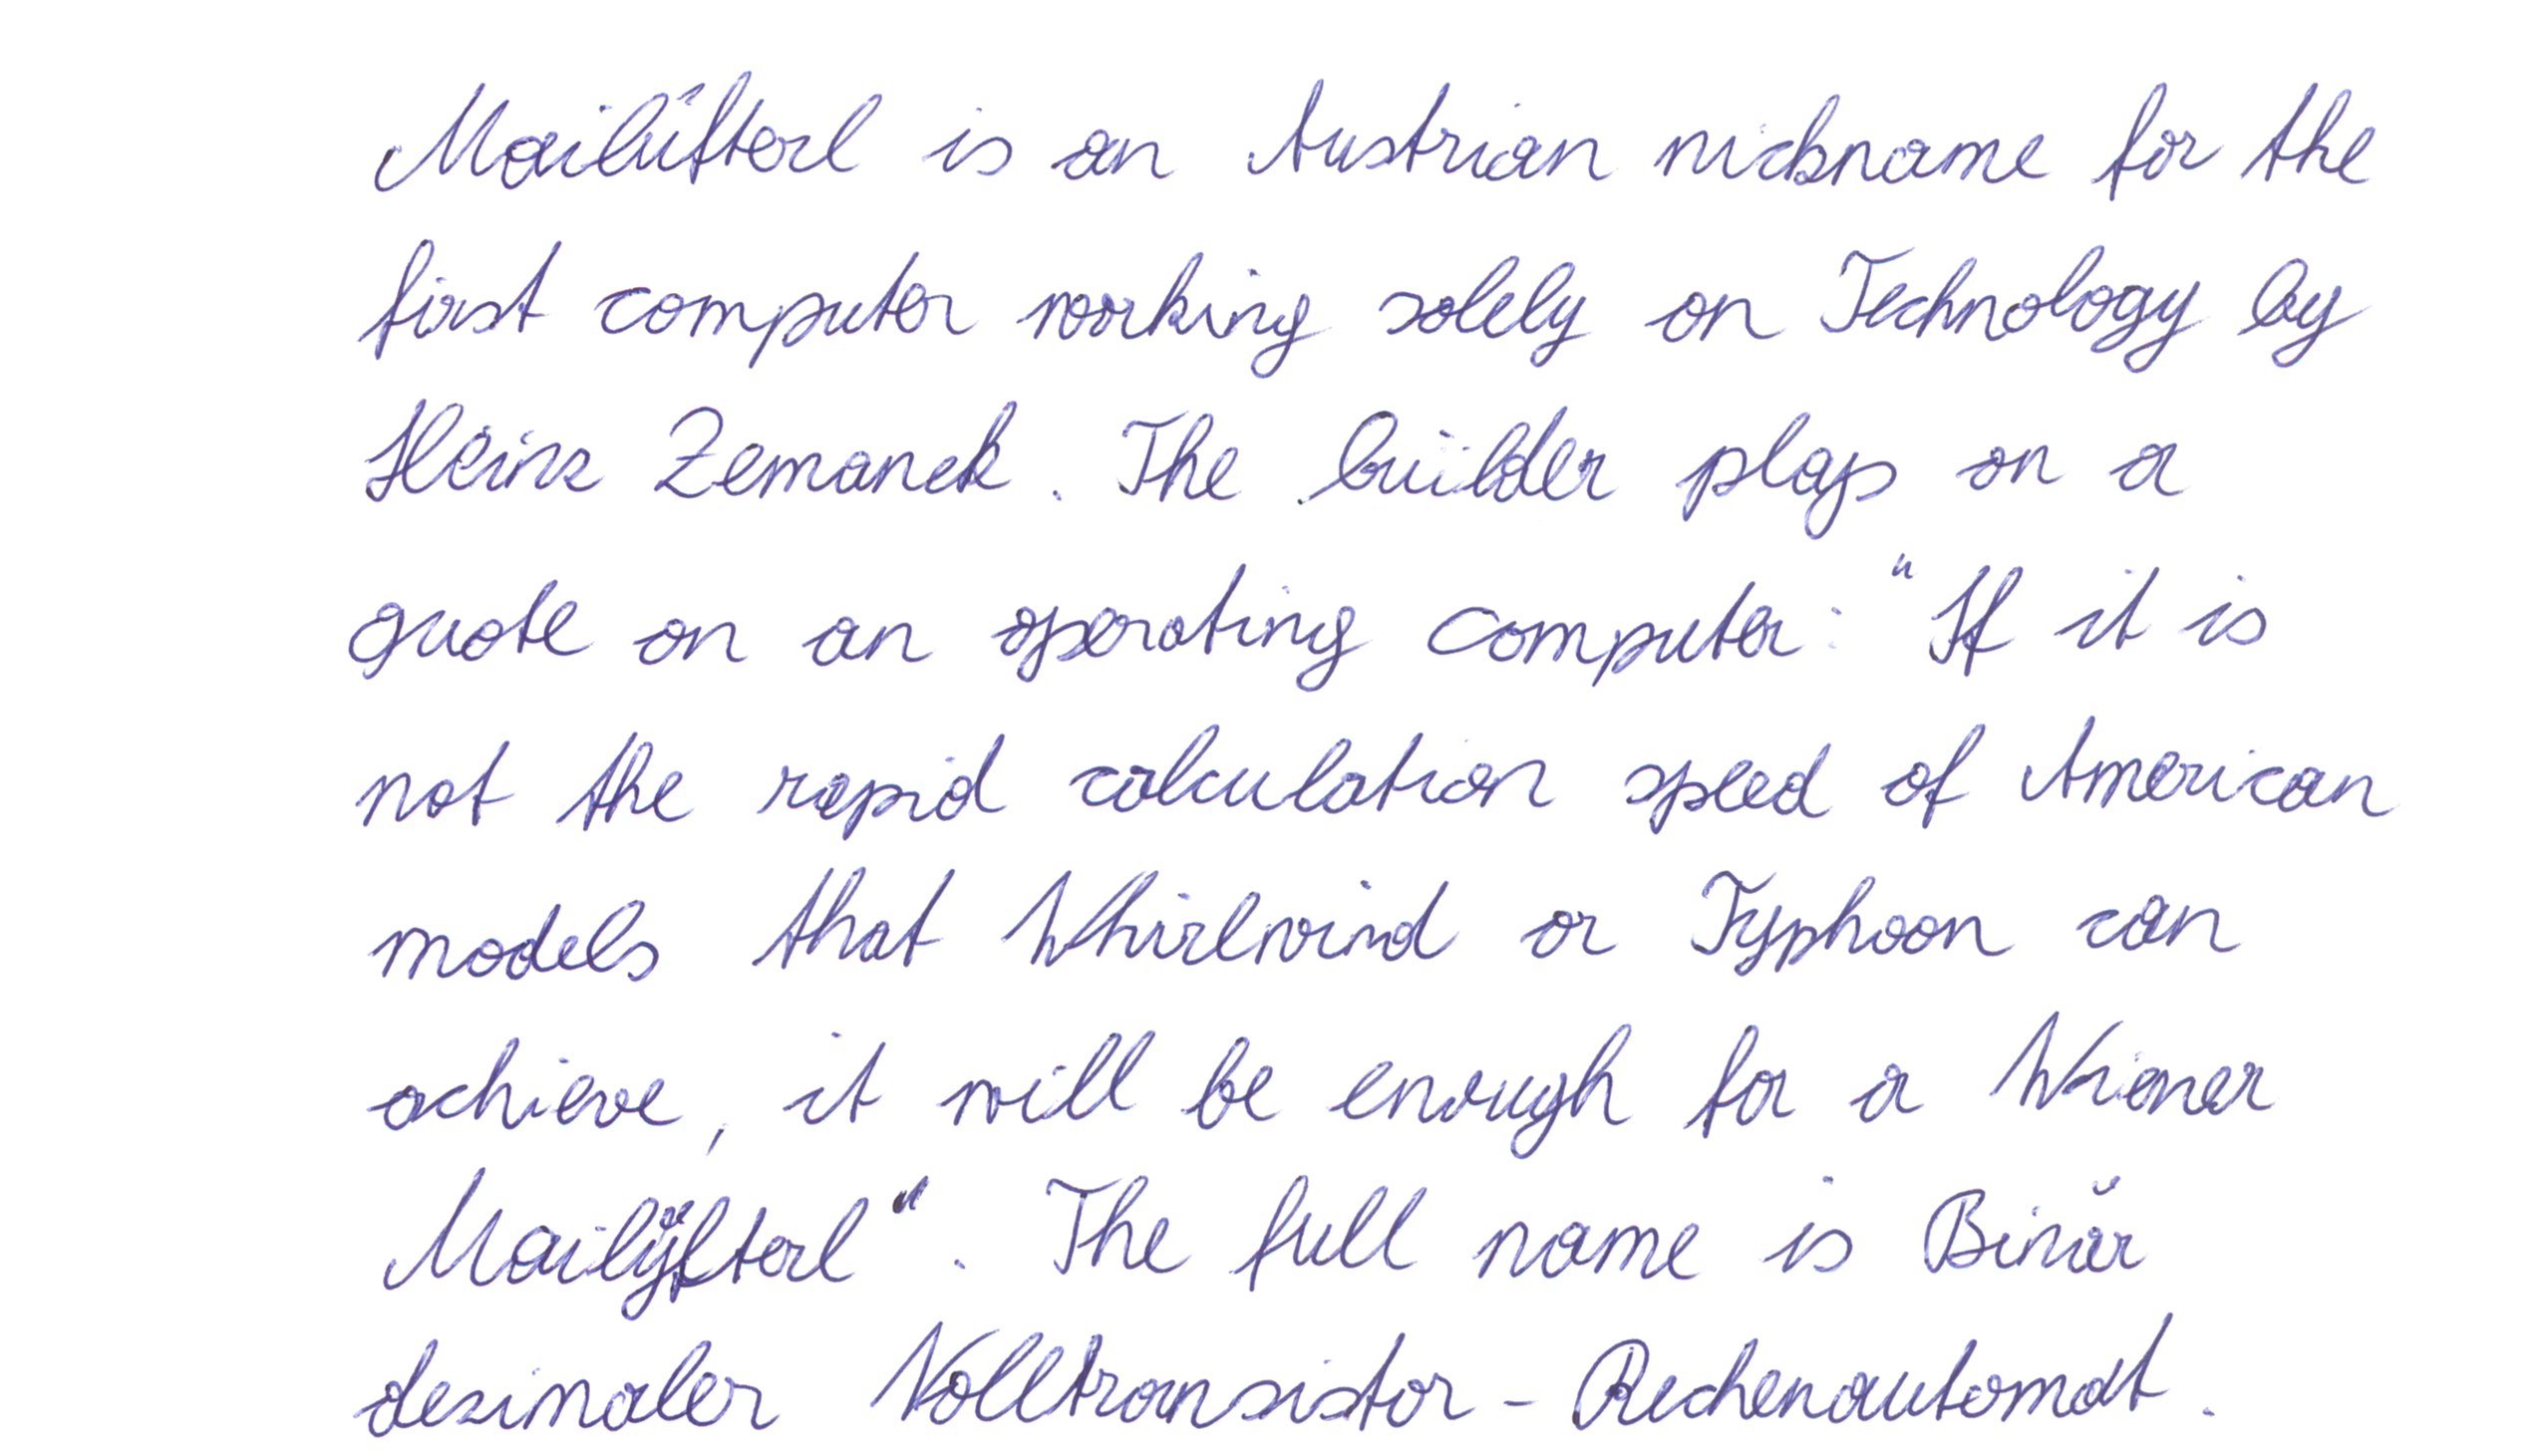 Mailüfterl is an Austrian nickname for the
first computer working solely on Technology by
Heinz Zemanek. The builder plays on a
quote on an operating computer: "If it is
not the rapid calculation speed of American
models that Whirlwind or Typhoon can
achieve, it will be enough for a Wiener
Mailüfterl". The full name is Binär
dezimaler Volltransistor-Rechenautomat.